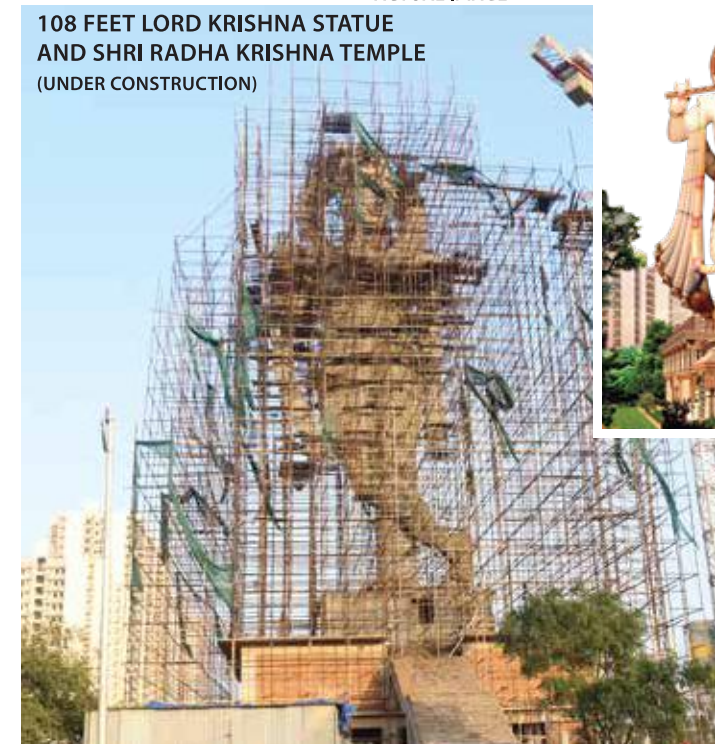 108 FEET LORD KRISHNA STATUE
AND SHRI RADHA KRISHNA TEMPLE
(UNDER CONSTRUCTION)